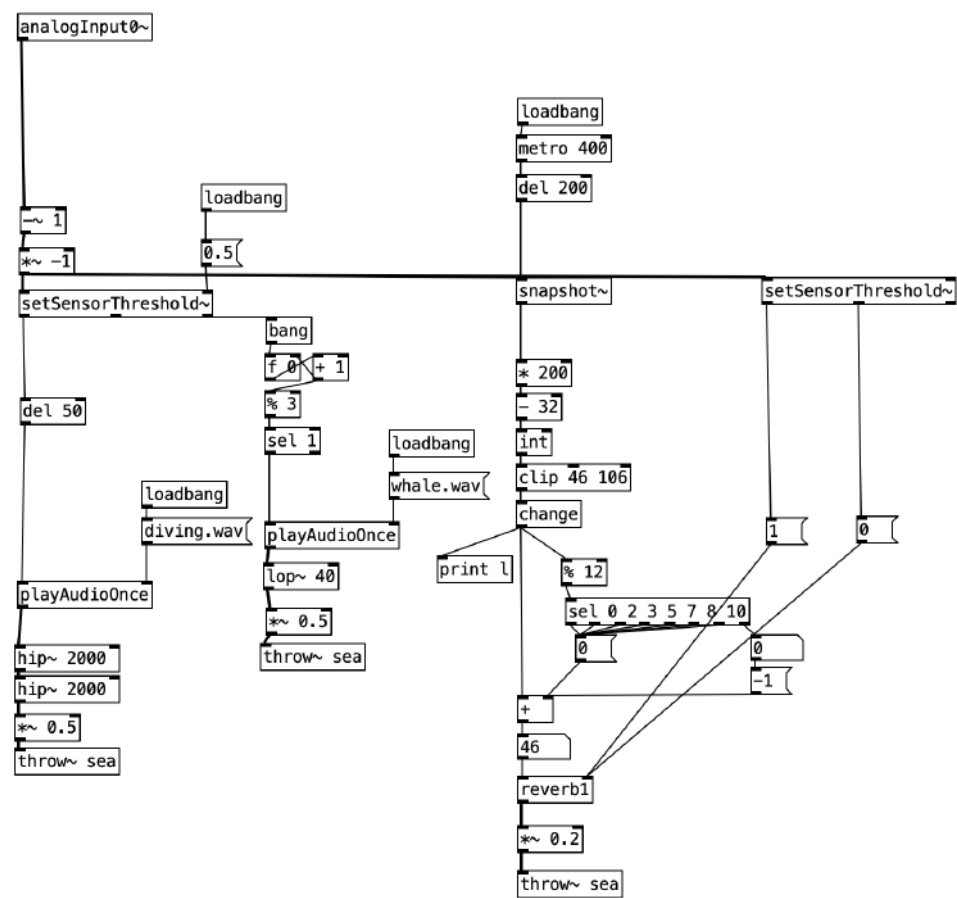 analogInput0~
loadbang
metro 400
del 200
loadbang
−~ 1
0.5
*~ −1
setSensorThreshold~
snapshot~
setSensorThreshold~
bang
f 0
+ 1
* 200
% 3
− 32
del 50
sel 1
loadbang
int
clip 46 106
whale.wav
loadbang
change
diving.wav
playAudioOnce
1
0
print l
% 12
lop~ 40
playAudioOnce
sel 0 2 3 5 7 8 10
*~ 0.5
0
0
throw~ sea
hip~ 2000
−1
hip~ 2000
+
*~ 0.5
46
throw~ sea
reverb1
*~ 0.2
throw~ sea